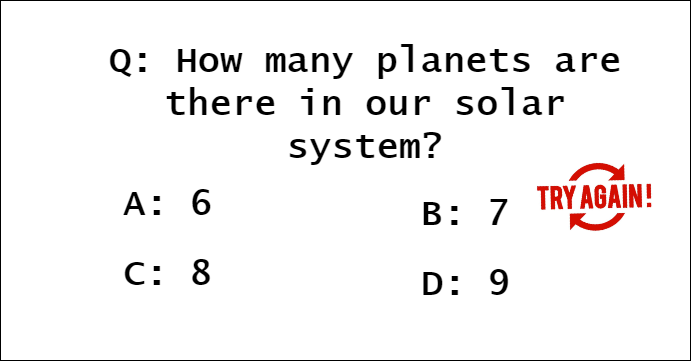 Q: How many planets are
there in our solar
system?
A: 6
B: 7
TRY AGAIN!
C: 8
D: 9